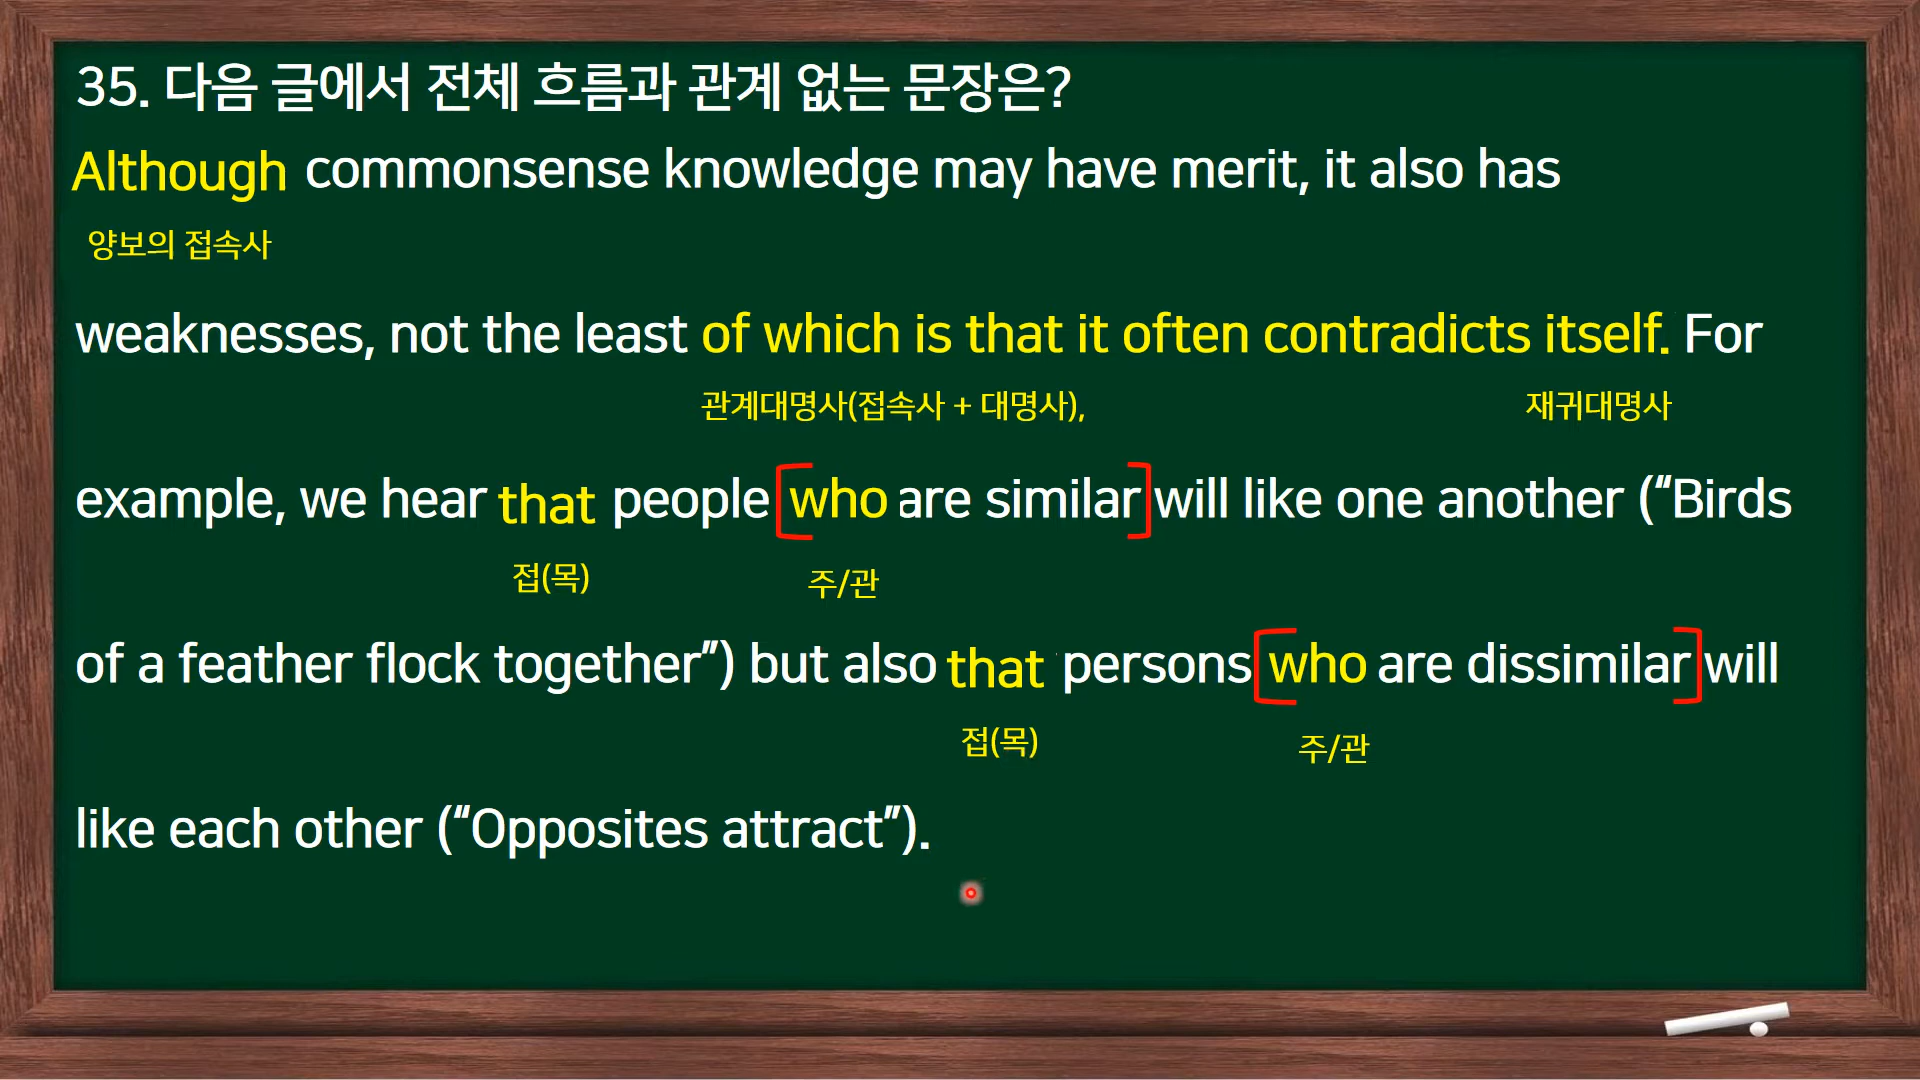 35. 다음 글에서 전체 흐름과 관계 없는 문장은?
Although commonsense knowledge may have merit, it also has
양보의 접속사
weaknesses, not the least of which is that it often contradicts itself. For
관계대명사(접속사 + 대명사), 재귀대명사
example, we hear that people [who are similar] will like one another (“Birds
접(목) 주/관
of a feather flock together”) but also that persons [who are dissimilar] will
접(목) 주/관
like each other (“Opposites attract”).